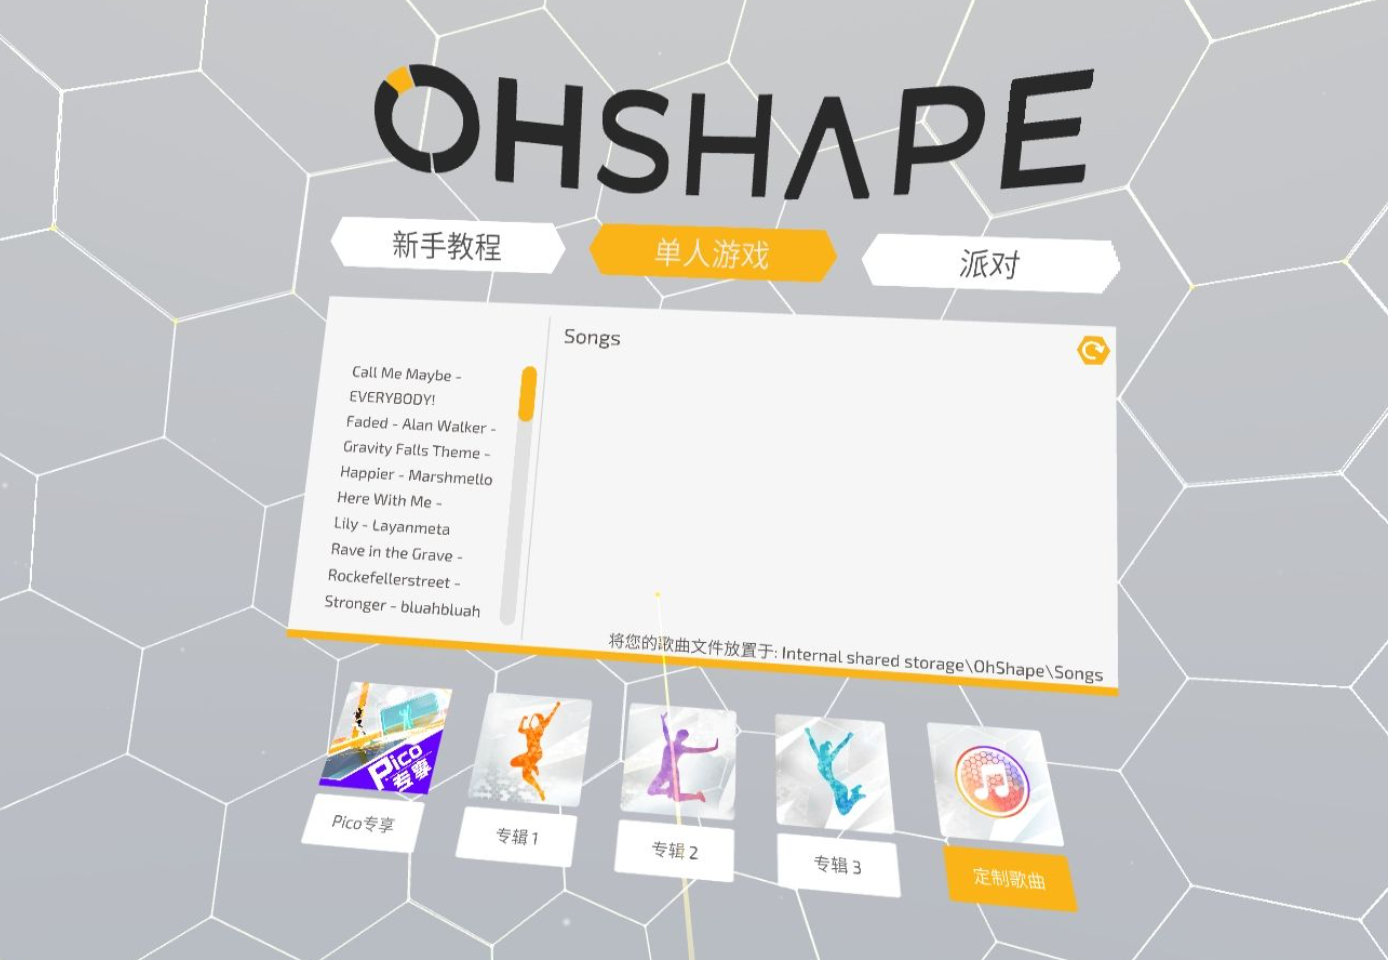 OHSHAPE
新手教程
单人游戏
派对
Songs
Call Me Maybe -
EVERYBODY!
Faded - Alan Walker -
Gravity Falls Theme -
Happier - Marshmello
Here With Me -
Lily - Layanmeta
Rave in the Grave -
Rockefellerstreet -
Stronger - bluahbluah
将您的歌曲文件放置于: Internal shared storage\OhShape\Songs
Pico
专享
Pico专享
专辑 1
专辑 2
专辑 3
定制歌曲